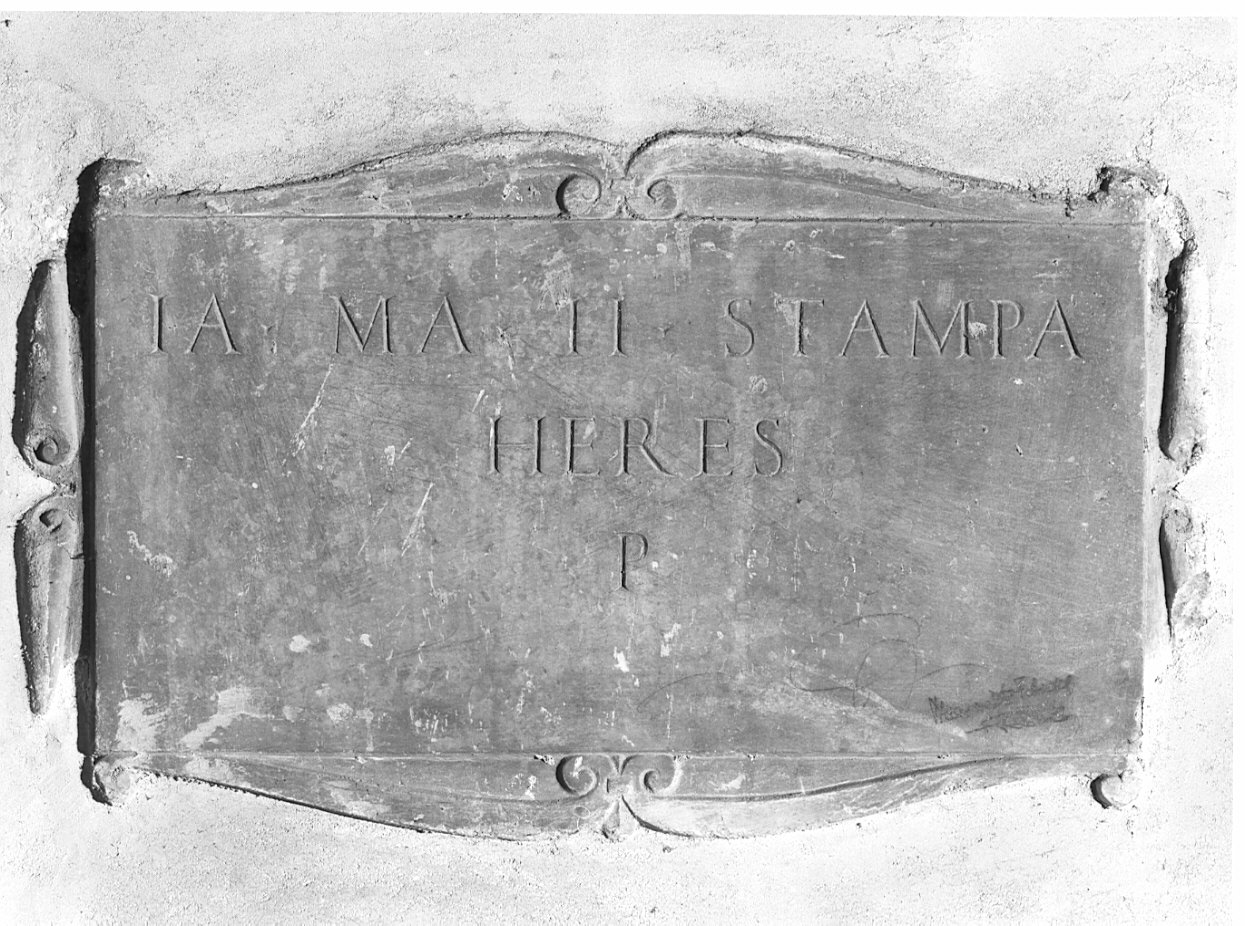 IA · MA · II · STAMPA
HERES
P